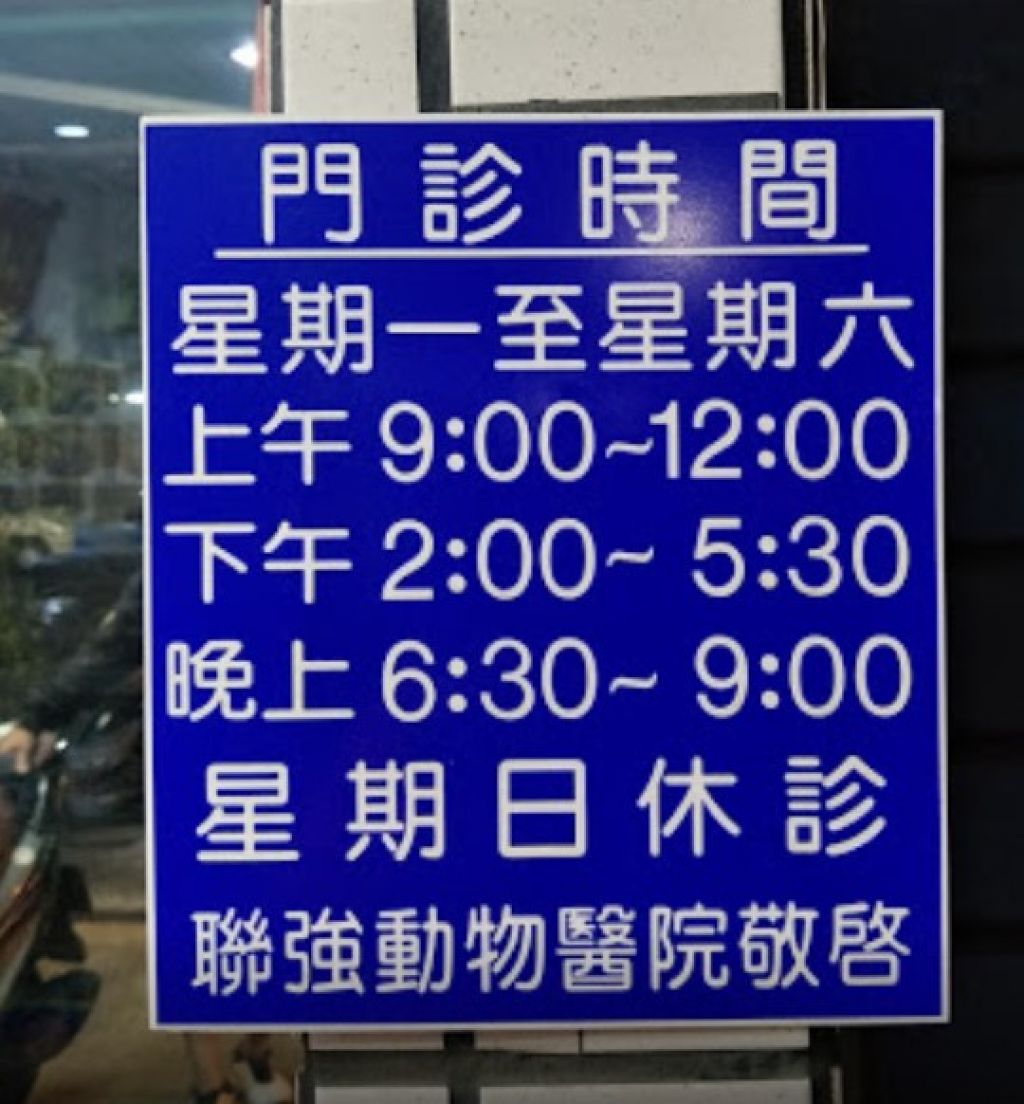 門診時間
星期一至星期六
上午 9:00~12:00
下午 2:00~ 5:30
晚上 6:30~ 9:00
星期日休診
聯強動物醫院敬啓